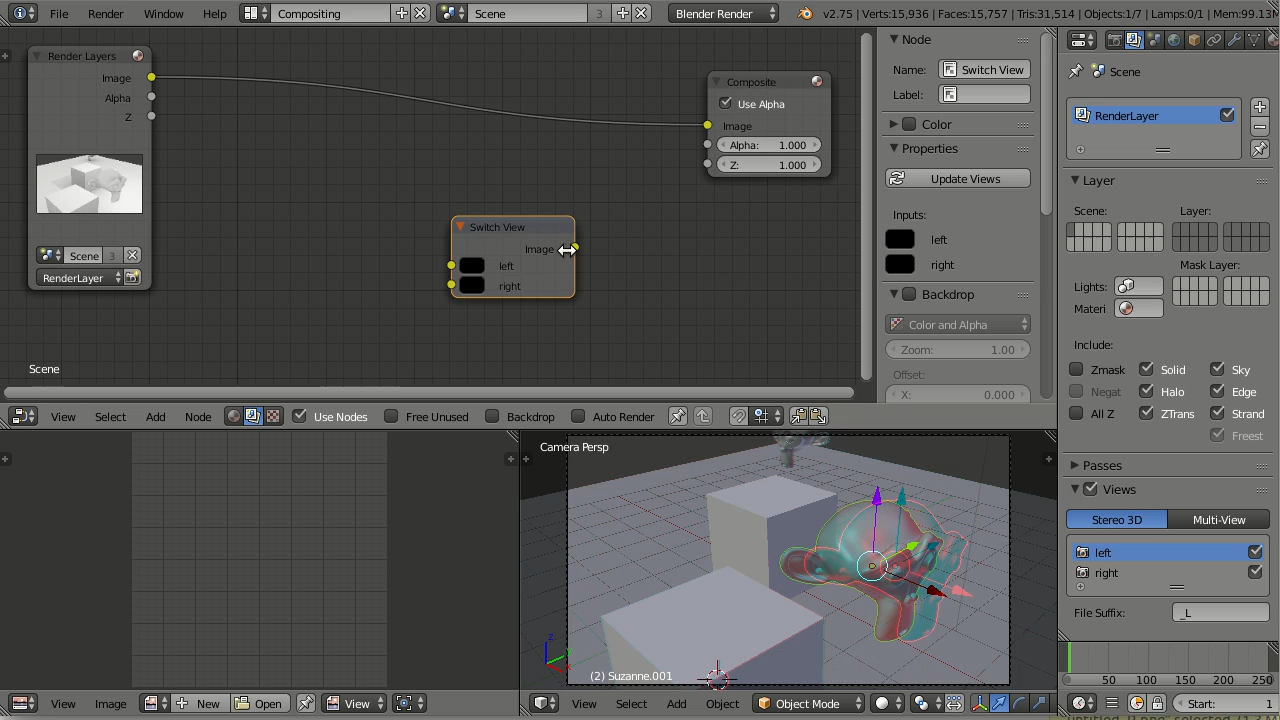 File Render Window Help Compositing Scene 3 Blender Render v2.75 | Verts:15,936 | Faces:15,757 | Tris:31,514 | Objects:1/7 | Lamps:0/1 | Mem:99.13M
Render Layers
Image
Alpha
Z
Scene 3
RenderLayer
Composite
Use Alpha
Image
Alpha: 1.000
Z: 1.000
Switch View
Image
left
right
Scene
Node
Name: Switch View
Label:
Color
Properties
Update Views
Inputs:
left
right
Backdrop
Color and Alpha
Zoom: 1.00
Offset:
X: 0.000
View Select Add Node Use Nodes Free Unused Backdrop Auto Render
Camera Persp
(2) Suzanne.001
View New Open View
View Select Add Object Object Mode
Scene
RenderLayer
Layer
Scene: Layer:
Mask Layer:
Lights:
Materi
Include:
Zmask Solid Sky
Negat Halo Edge
All Z ZTrans Strand
Freest
Passes
Views
Stereo 3D Multi-View
left
right
File Suffix: _L
50 100 150 200 250
Start: 1